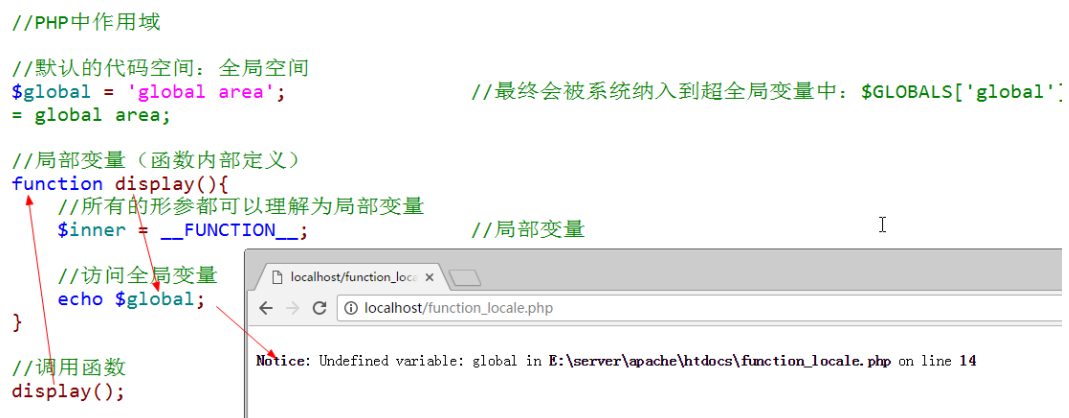 //PHP中作用域
//默认的代码空间：全局空间
$global = 'global area'; //最终会被系统纳入到超全局变量中：$GLOBALS['global']
= global area;
//局部变量（函数内部定义）
function display(){
//所有的形参都可以理解为局部变量
$inner = __FUNCTION__; //局部变量
//访问全局变量
echo $global;
}
//调用函数
display();
localhost/function_loca
localhost/function_locale.php
Notice: Undefined variable: global in E:\server\apache\htdocs\function_locale.php on line 14